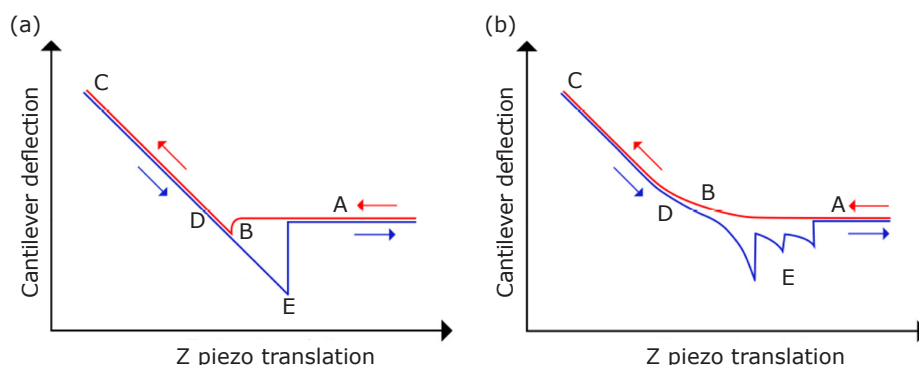 (a)
C
A
D
B
E
Cantilever deflection
Z piezo translation
(b)
C
B
A
D
E
Cantilever deflection
Z piezo translation